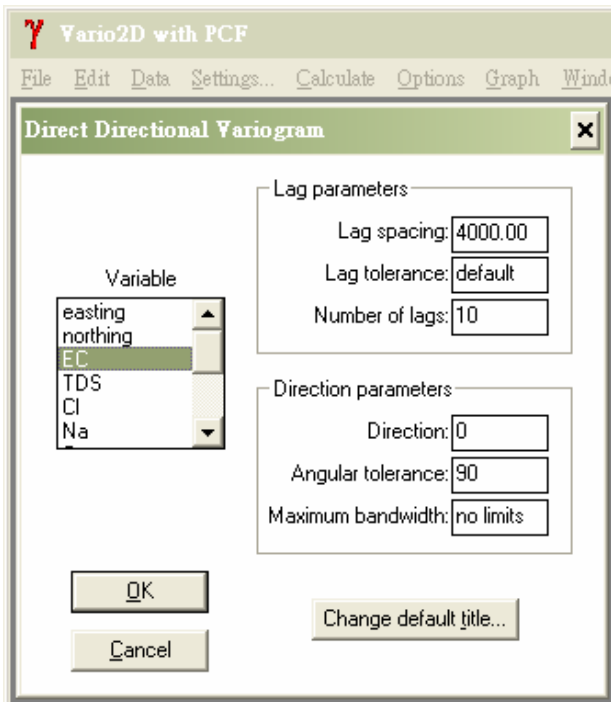 γ Vario2D with PCF
File Edit Data Settings... Calculate Options Graph Wind
Direct Directional Variogram
Variable
easting
northing
EC
TDS
Cl
Na
Lag parameters
Lag spacing: 4000.00
Lag tolerance: default
Number of lags: 10
Direction parameters
Direction: 0
Angular tolerance: 90
Maximum bandwidth: no limits
OK
Cancel
Change default title...